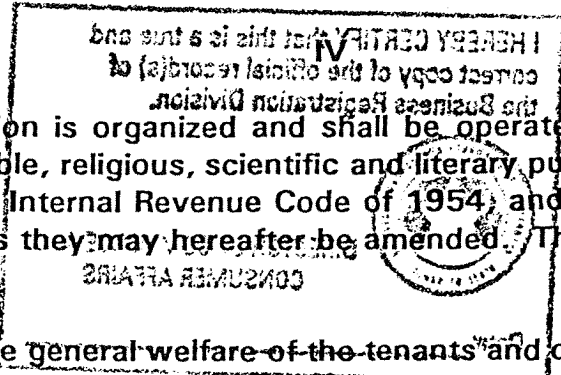 I HEREBY CERTIFY that this is a true and
IV
correct copy of the official record(s) of
the Business Registration Division.
on is organized and shall be operate
ble, religious, scientific and literary pu
Internal Revenue Code of 1954, and
s they may hereafter be amended. Th
CONSUMER AFFAIRS
e general welfare of the tenants and